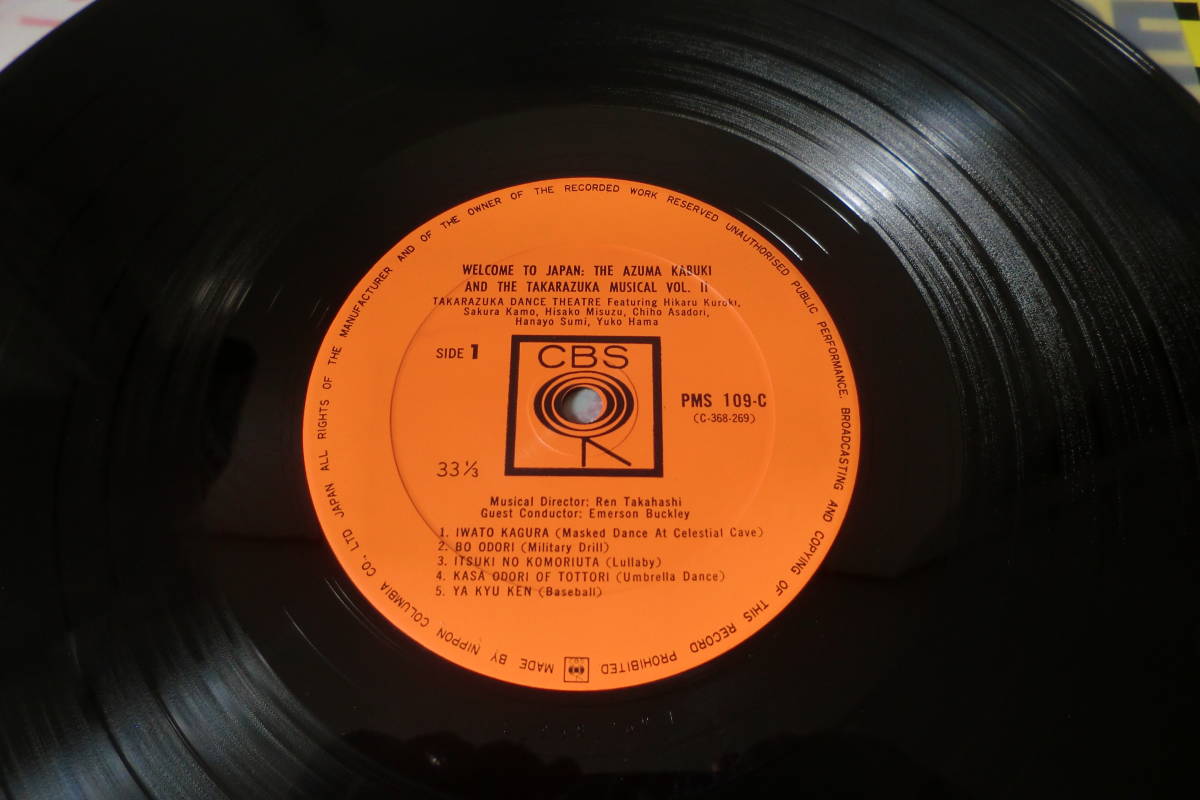 WELCOME TO JAPAN: THE AZUMA KABUKI
AND THE TAKARAZUKA MUSICAL VOL. II
TAKARAZUKA DANCE THEATRE Featuring Hikaru Kuroki,
Sakura Kamo, Hisako Misuzu, Chiho Asadori,
Hanayo Sumi, Yuko Hama
SIDE 1
CBS
PMS 109-C
(C-368-269)
33 1/3
Musical Director: Ren Takahashi
Guest Conductor: Emerson Buckley
1. IWATO KAGURA (Masked Dance At Celestial Cave)
2. BO ODORI (Military Drill)
3. ITSUKI NO KOMORIUTA (Lullaby)
4. KASA ODORI OF TOTTORI (Umbrella Dance)
5. YA KYU KEN (Baseball)
MADE BY NIPPON COLUMBIA CO., LTD JAPAN ALL RIGHTS OF THE MANUFACTURER AND OF THE OWNER OF THE RECORDED WORK RESERVED UNAUTHORISED PUBLIC PERFORMANCE. BROADCASTING AND COPYING OF THIS RECORD PROHIBITED